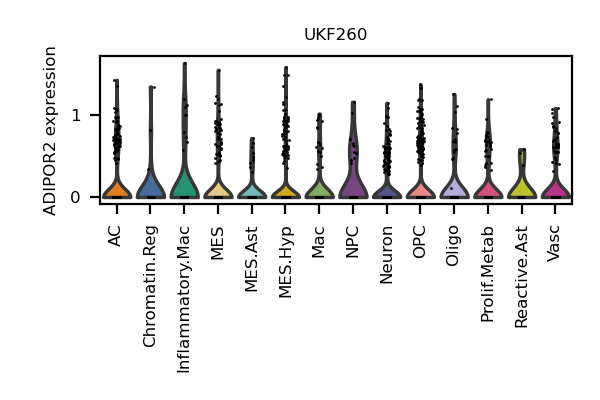 UKF260
ADIPOR2 expression
1
0
AC
Chromatin.Reg
Inflammatory.Mac
MES
MES.Ast
MES.Hyp
Mac
NPC
Neuron
OPC
Oligo
Prolif.Metab
Reactive.Ast
Vasc